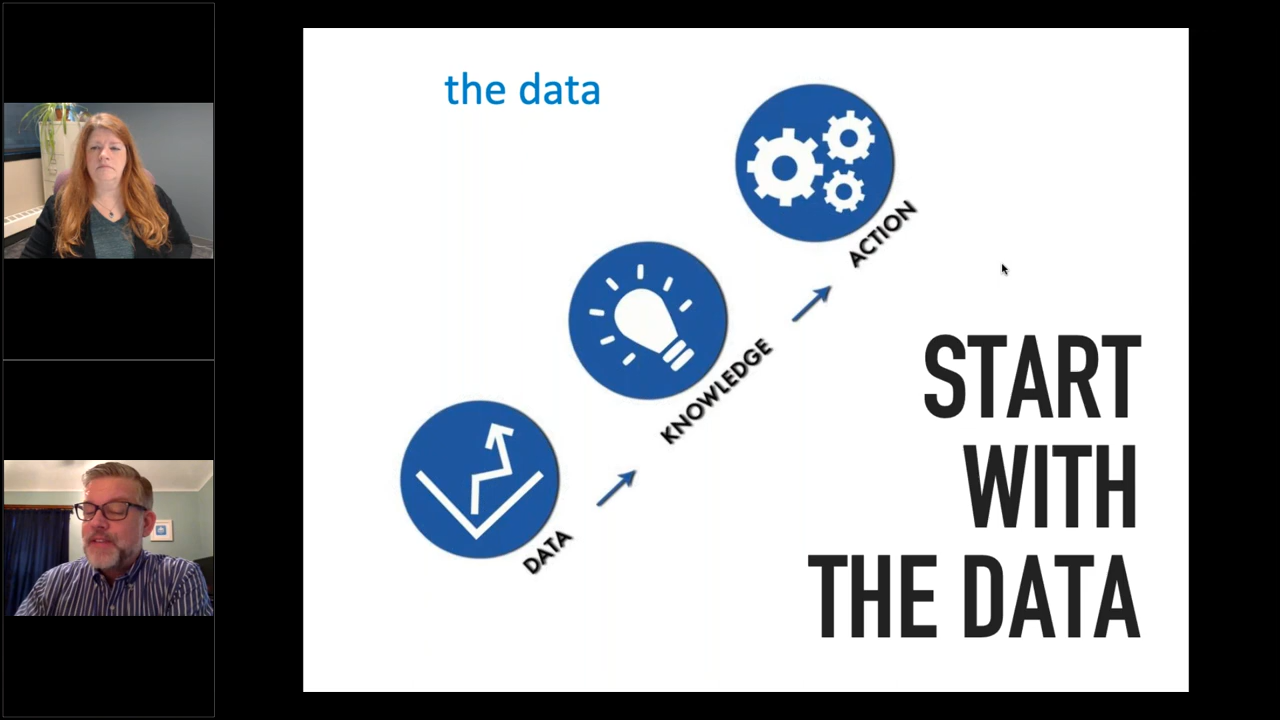 the data
ACTION
KNOWLEDGE
DATA
START
WITH
THE DATA